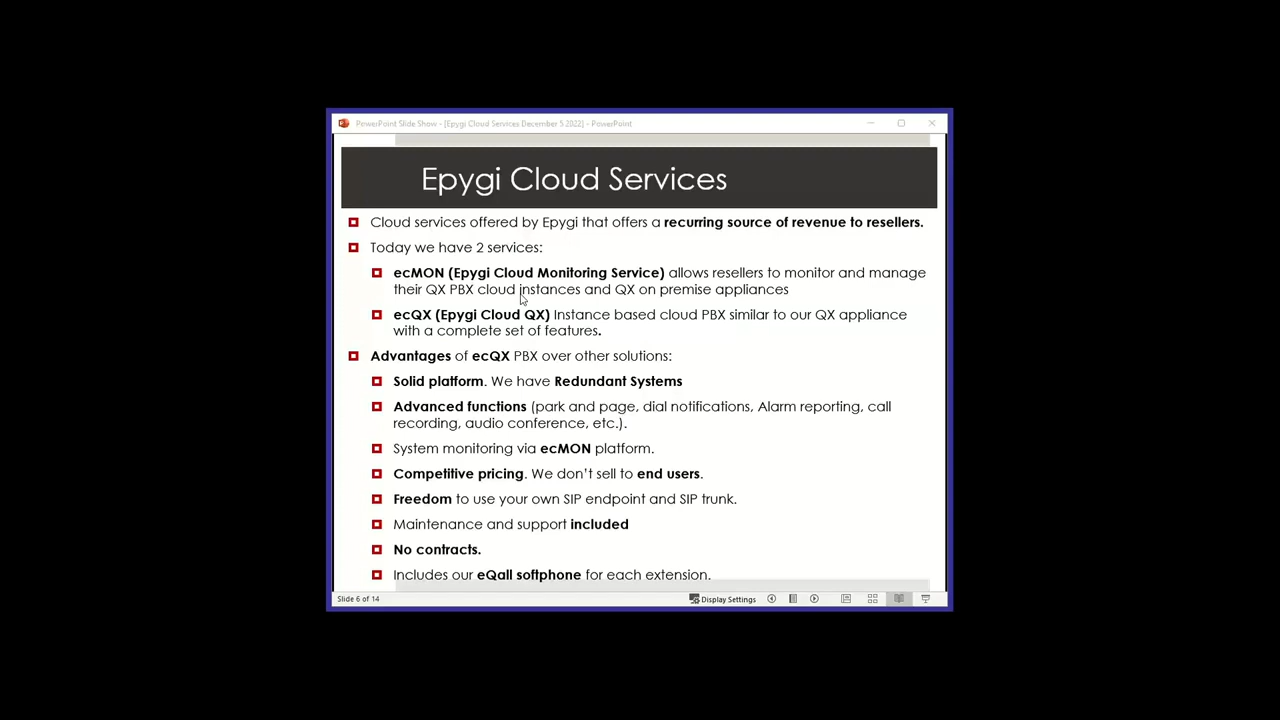 PowerPoint Slide Show - [Epygi Cloud Services December 5 2022] - PowerPoint
Epygi Cloud Services
Cloud services offered by Epygi that offers a recurring source of revenue to resellers.
Today we have 2 services:
ecMON (Epygi Cloud Monitoring Service) allows resellers to monitor and manage
their QX PBX cloud instances and QX on premise appliances
ecQX (Epygi Cloud QX) Instance based cloud PBX similar to our QX appliance
with a complete set of features.
Advantages of ecQX PBX over other solutions:
Solid platform. We have Redundant Systems
Advanced functions (park and page, dial notifications, Alarm reporting, call
recording, audio conference, etc.).
System monitoring via ecMON platform.
Competitive pricing. We don't sell to end users.
Freedom to use your own SIP endpoint and SIP trunk.
Maintenance and support included
No contracts.
Includes our eQall softphone for each extension.
Slide 6 of 14
Display Settings